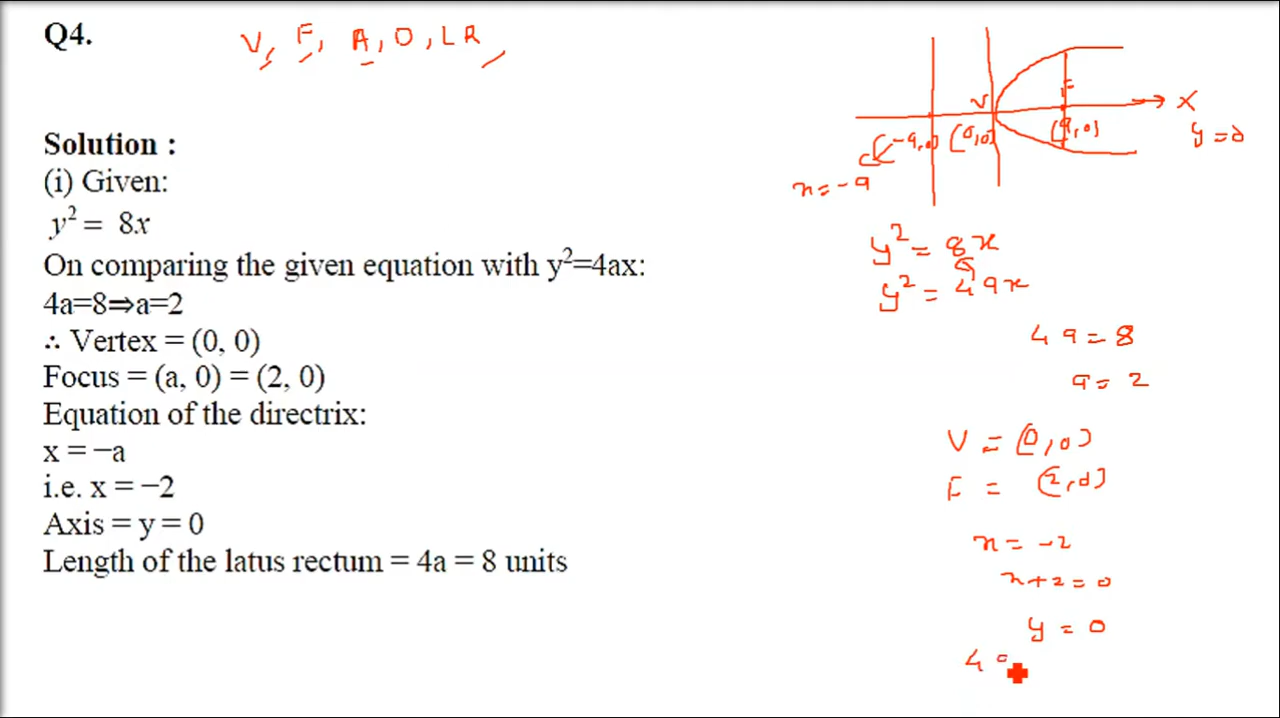 Q4.
V, F, A, D, LR
Solution :
(i) Given:
y² = 8x
On comparing the given equation with y²=4ax:
4a=8⇒a=2
∴ Vertex = (0, 0)
Focus = (a, 0) = (2, 0)
Equation of the directrix:
x = −a
i.e. x = −2
Axis = y = 0
Length of the latus rectum = 4a = 8 units
V F X
(-a,0) (0,0) (a,0) y = 0
x = -a
y² = 8x
y² = 4ax
4a = 8
a = 2
V = (0,0)
F = (2,0)
x = -2
x+2=0
y = 0
4